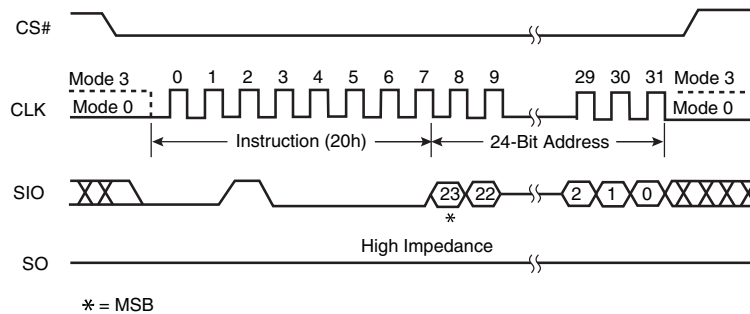 CS#
Mode 3 0 1 2 3 4 5 6 7 8 9 29 30 31 Mode 3
CLK Mode 0 Mode 0
Instruction (20h) 24-Bit Address
SIO 23 22 2 1 0
*
High Impedance
SO
* = MSB